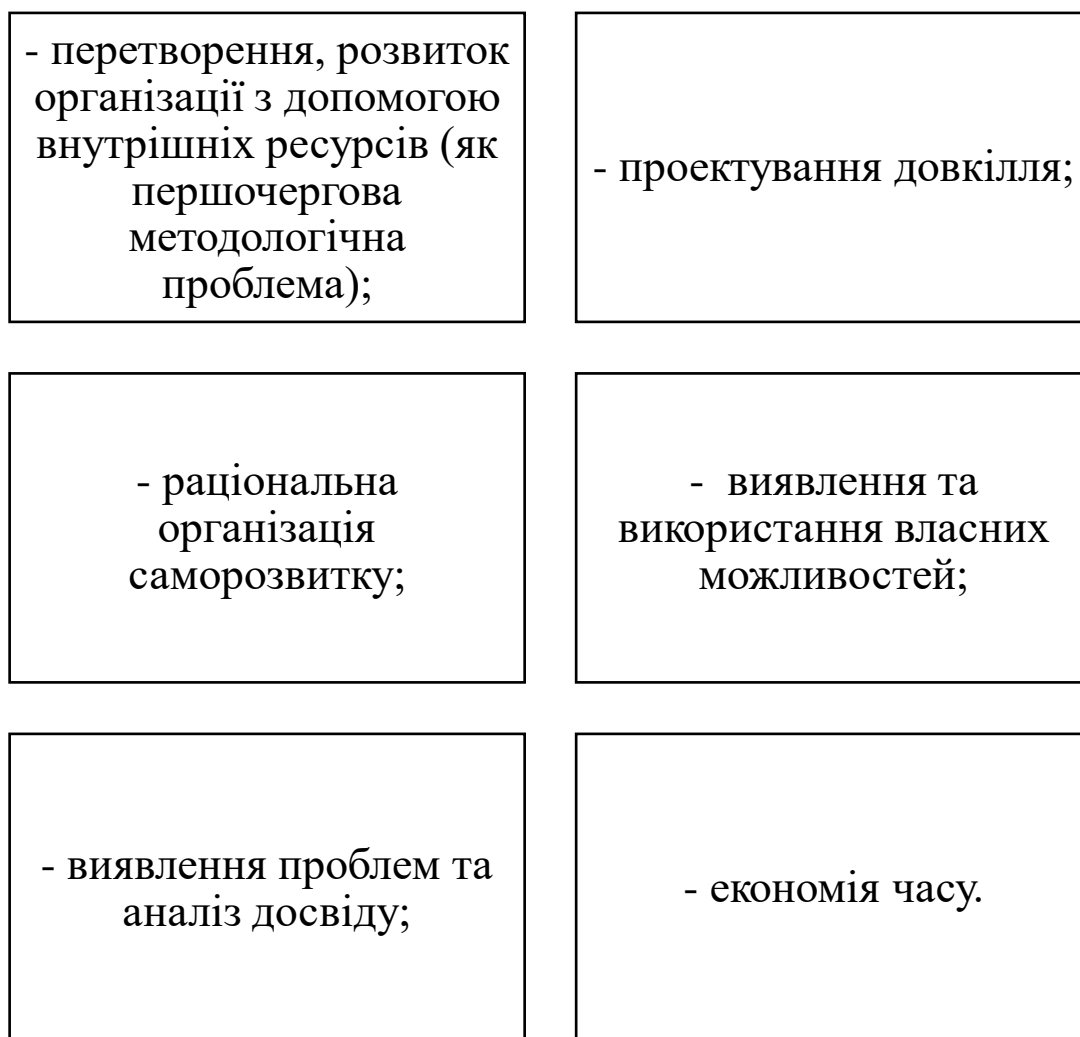 - перетворення, розвиток
організації з допомогою
внутрішніх ресурсів (як
першочергова
методологічна
проблема);
- проектування довкілля;
- раціональна
організація
саморозвитку;
- виявлення та
використання власних
можливостей;
- виявлення проблем та
аналіз досвіду;
- економія часу.